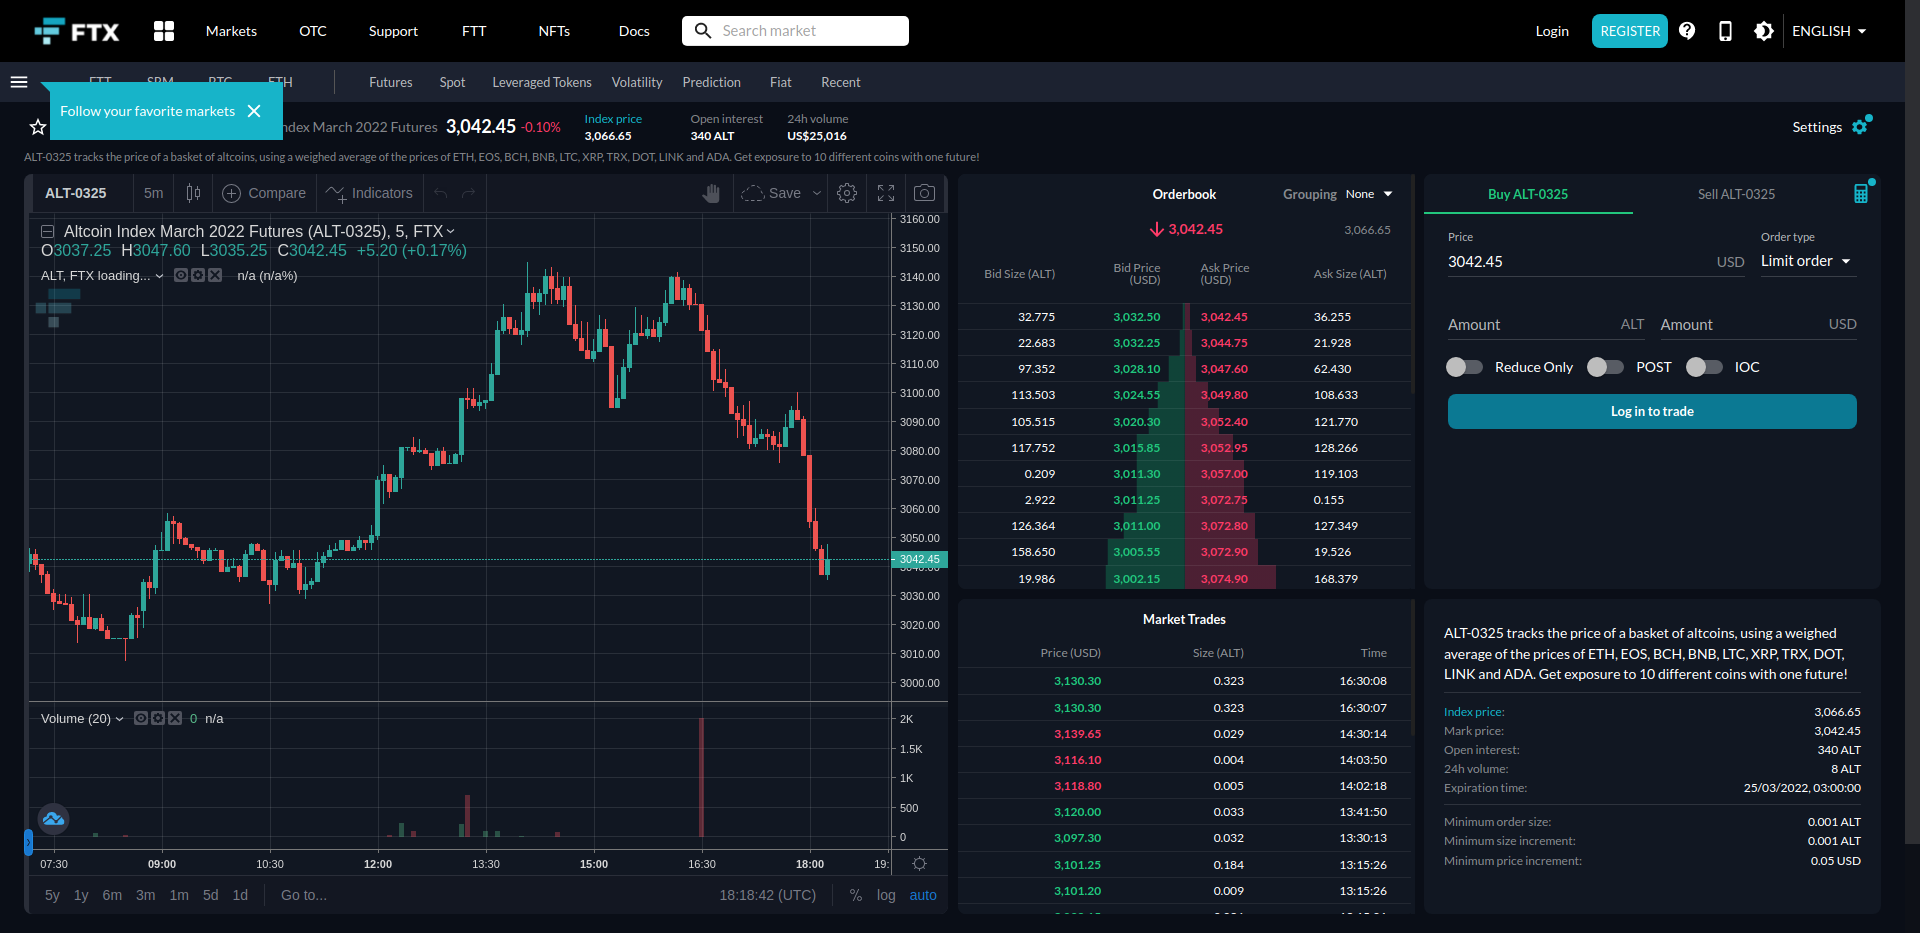 FTX
Markets
OTC
Support
FTT
NFTs
Docs
Search market
Login
REGISTER
ENGLISH
FTT
BTC
ETH
Futures
Spot
Leveraged Tokens
Volatility
Prediction
Fiat
Recent
Follow your favorite markets
ndex March 2022 Futures
3,042.45
-0.10%
Index price
3,066.65
Open interest
340 ALT
24h volume
US$25,016
Settings
ALT-0325 tracks the price of a basket of altcoins, using a weighed average of the prices of ETH, EOS, BCH, BNB, LTC, XRP, TRX, DOT, LINK and ADA. Get exposure to 10 different coins with one future!
ALT-0325
5m
Compare
Indicators
Save
Altcoin Index March 2022 Futures (ALT-0325), 5, FTX
O3037.25 H3047.60 L3035.25 C3042.45 +5.20 (+0.17%)
ALT, FTX loading...
n/a (n/a%)
3160.00
3150.00
3140.00
3130.00
3120.00
3110.00
3100.00
3090.00
3080.00
3070.00
3060.00
3050.00
3042.45
3030.00
3020.00
3010.00
3000.00
Volume (20)
0 n/a
2K
1.5K
1K
500
0
07:30 09:00 10:30 12:00 13:30 15:00 16:30 18:00 19:
5y 1y 6m 3m 1m 5d 1d Go to...
18:18:42 (UTC) % log auto
Orderbook
Grouping None
3,042.45
3,066.65
Bid Size (ALT) Bid Price (USD) Ask Price (USD) Ask Size (ALT)
32.775 3,032.50 3,042.45 36.255
22.683 3,032.25 3,044.75 21.928
97.352 3,028.10 3,047.60 62.430
113.503 3,024.55 3,049.80 108.633
105.515 3,020.30 3,052.40 121.770
117.752 3,015.85 3,052.95 128.266
0.209 3,011.30 3,057.00 119.103
2.922 3,011.25 3,072.75 0.155
126.364 3,011.00 3,072.80 127.349
158.650 3,005.55 3,072.90 19.526
19.986 3,002.15 3,074.90 168.379
Market Trades
Price (USD) Size (ALT) Time
3,130.30 0.323 16:30:08
3,130.30 0.323 16:30:07
3,139.65 0.029 14:30:14
3,116.10 0.004 14:03:50
3,118.80 0.005 14:02:18
3,120.00 0.033 13:41:50
3,097.30 0.032 13:30:13
3,101.25 0.184 13:15:26
3,101.20 0.009 13:15:26
Buy ALT-0325
Sell ALT-0325
Price
3042.45 USD
Order type
Limit order
Amount ALT
Amount USD
Reduce Only
POST
IOC
Log in to trade
ALT-0325 tracks the price of a basket of altcoins, using a weighed
average of the prices of ETH, EOS, BCH, BNB, LTC, XRP, TRX, DOT,
LINK and ADA. Get exposure to 10 different coins with one future!
Index price: 3,066.65
Mark price: 3,042.45
Open interest: 340 ALT
24h volume: 8 ALT
Expiration time: 25/03/2022, 03:00:00
Minimum order size: 0.001 ALT
Minimum size increment: 0.001 ALT
Minimum price increment: 0.05 USD